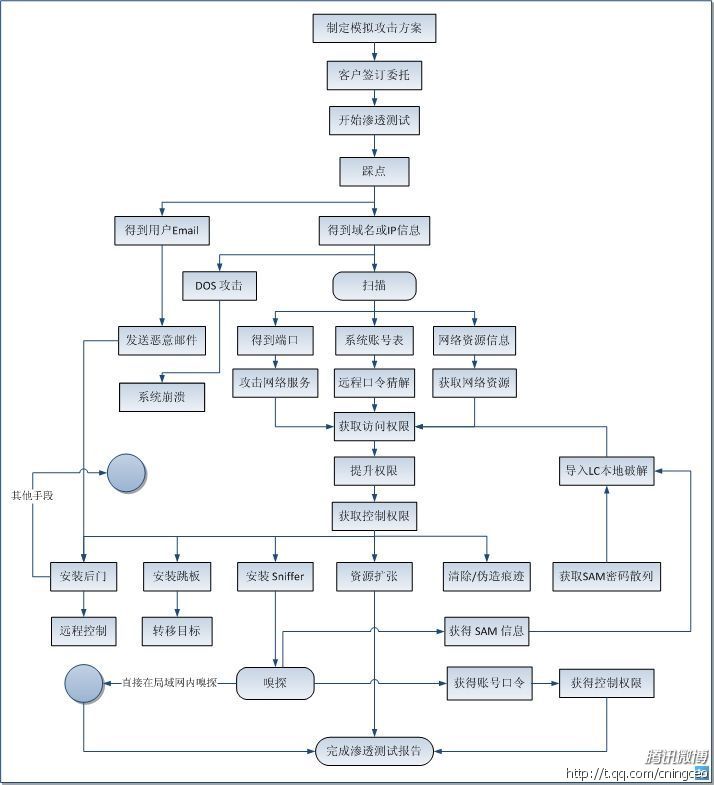 制定模拟攻击方案
客户签订委托
开始渗透测试
踩点
得到用户Email
得到域名或IP信息
DOS 攻击
扫描
发送恶意邮件
得到端口
系统账号表
网络资源信息
系统崩溃
攻击网络服务
远程口令猜解
获取网络资源
获取访问权限
提升权限
导入LC本地破解
其他手段
获取控制权限
安装后门
安装跳板
安装 Sniffer
资源扩张
清除/伪造痕迹
获取SAM密码散列
远程控制
转移目标
获得 SAM 信息
直接在局域网内嗅探
嗅探
获得账号口令
获得控制权限
完成渗透测试报告
腾讯微博
http://t.qq.com/cningceo